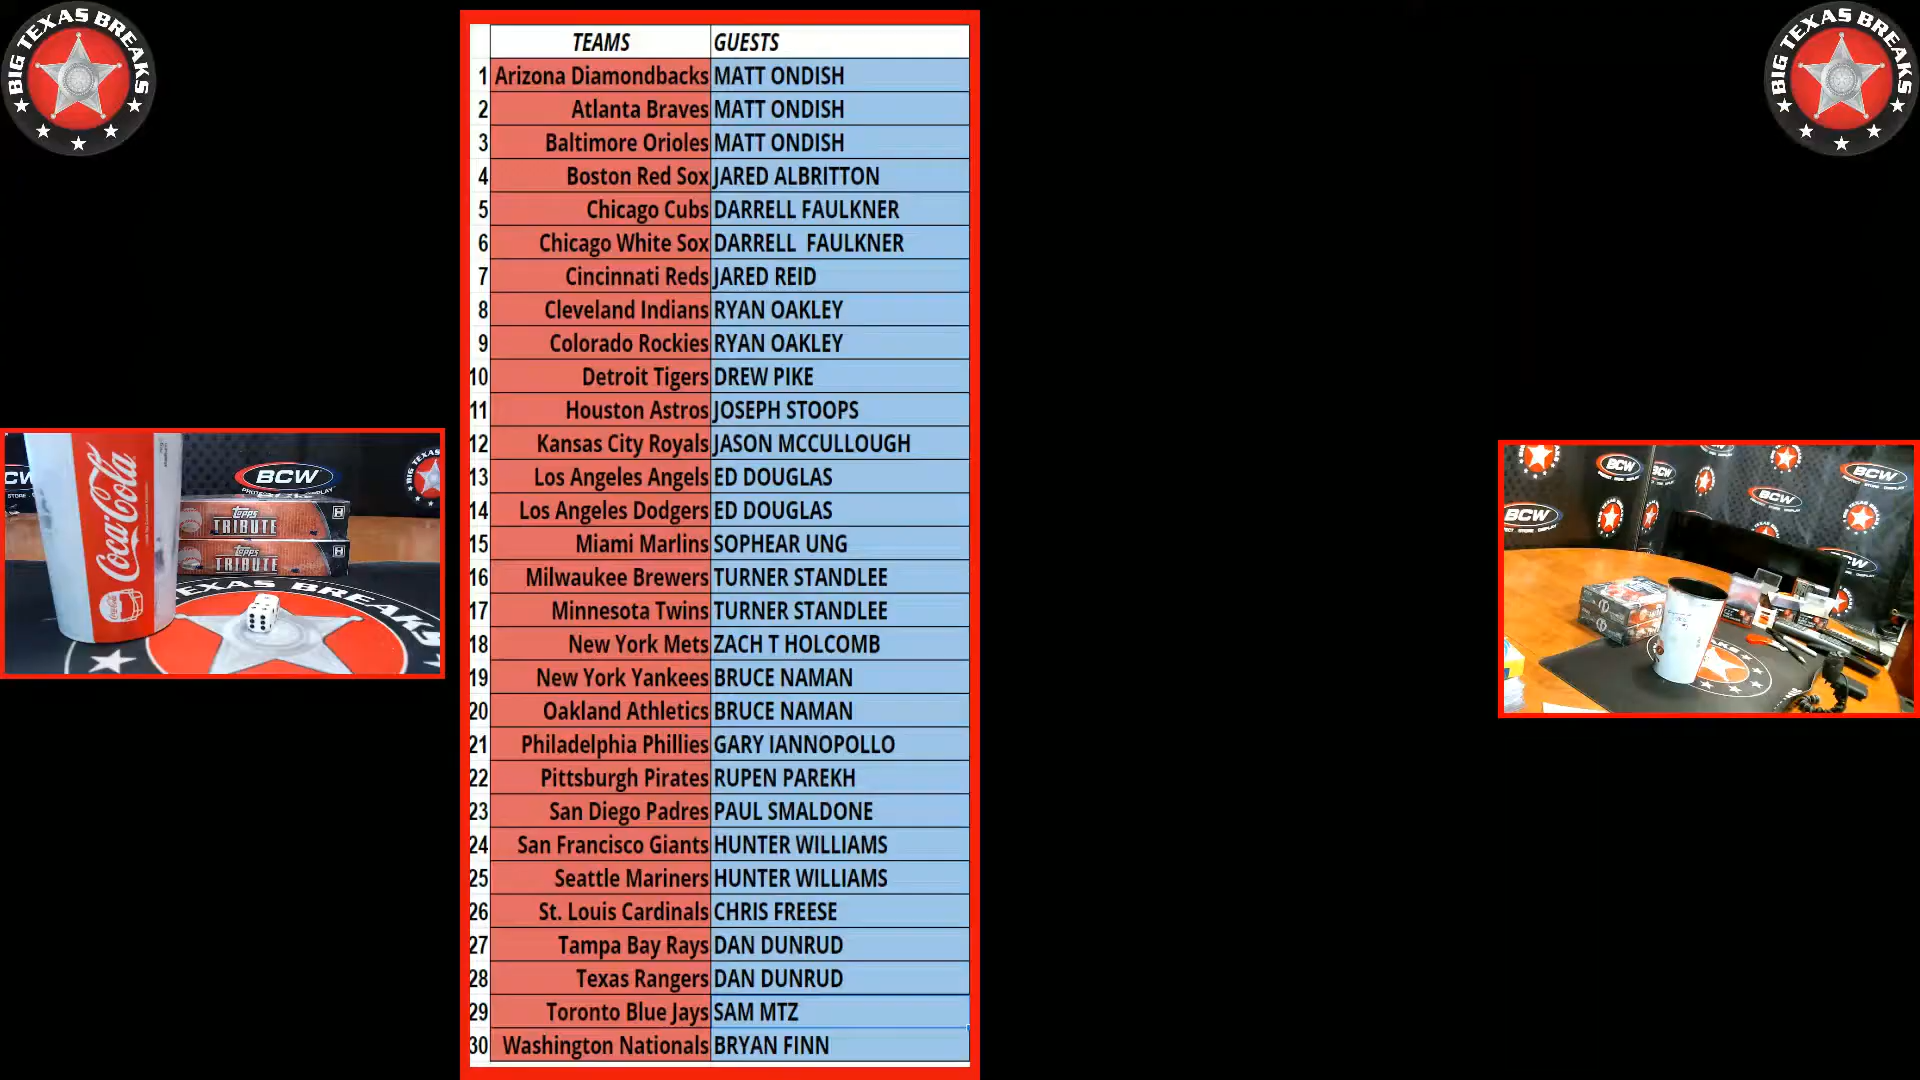 BIG TEXAS BREAKS
BIG TEXAS BREAKS
TEAMS GUESTS
1 Arizona Diamondbacks MATT ONDISH
2 Atlanta Braves MATT ONDISH
3 Baltimore Orioles MATT ONDISH
4 Boston Red Sox JARED ALBRITTON
5 Chicago Cubs DARRELL FAULKNER
6 Chicago White Sox DARRELL FAULKNER
7 Cincinnati Reds JARED REID
8 Cleveland Indians RYAN OAKLEY
9 Colorado Rockies RYAN OAKLEY
10 Detroit Tigers DREW PIKE
11 Houston Astros JOSEPH STOOPS
12 Kansas City Royals JASON MCCULLOUGH
13 Los Angeles Angels ED DOUGLAS
14 Los Angeles Dodgers ED DOUGLAS
15 Miami Marlins SOPHEAR UNG
16 Milwaukee Brewers TURNER STANDLEE
17 Minnesota Twins TURNER STANDLEE
18 New York Mets ZACH T HOLCOMB
19 New York Yankees BRUCE NAMAN
20 Oakland Athletics BRUCE NAMAN
21 Philadelphia Phillies GARY IANNOPOLLO
22 Pittsburgh Pirates RUPEN PAREKH
23 San Diego Padres PAUL SMALDONE
24 San Francisco Giants HUNTER WILLIAMS
25 Seattle Mariners HUNTER WILLIAMS
26 St. Louis Cardinals CHRIS FREESE
27 Tampa Bay Rays DAN DUNRUD
28 Texas Rangers DAN DUNRUD
29 Toronto Blue Jays SAM MTZ
30 Washington Nationals BRYAN FINN
Coca-Cola
BCW
Topps
TRIBUTE
H
Topps
TRIBUTE
H
TEXAS BREAKS
BCW
BCW
BCW
BCW
BCW